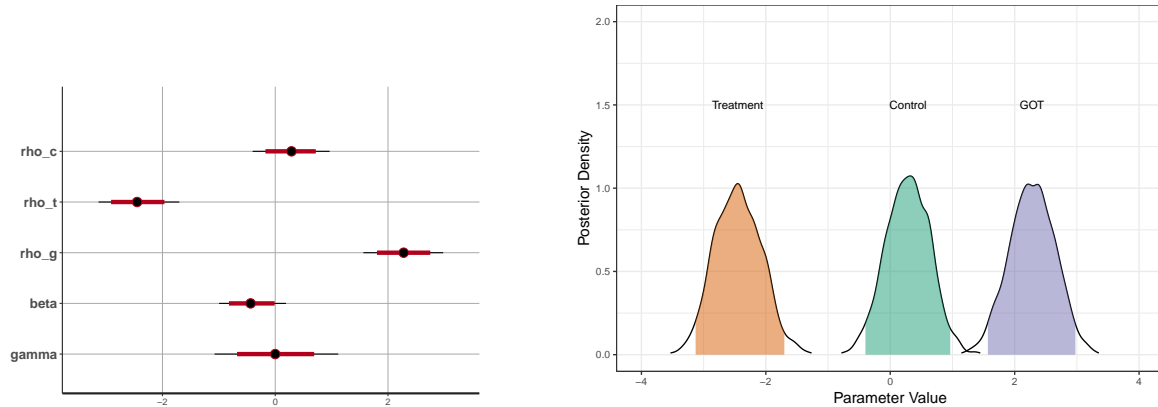 rho_c
rho_t
rho_g
beta
gamma
−2 0 2
2.0
1.5
1.0
0.5
0.0
Posterior Density
Treatment Control GOT
−4 −2 0 2 4
Parameter Value